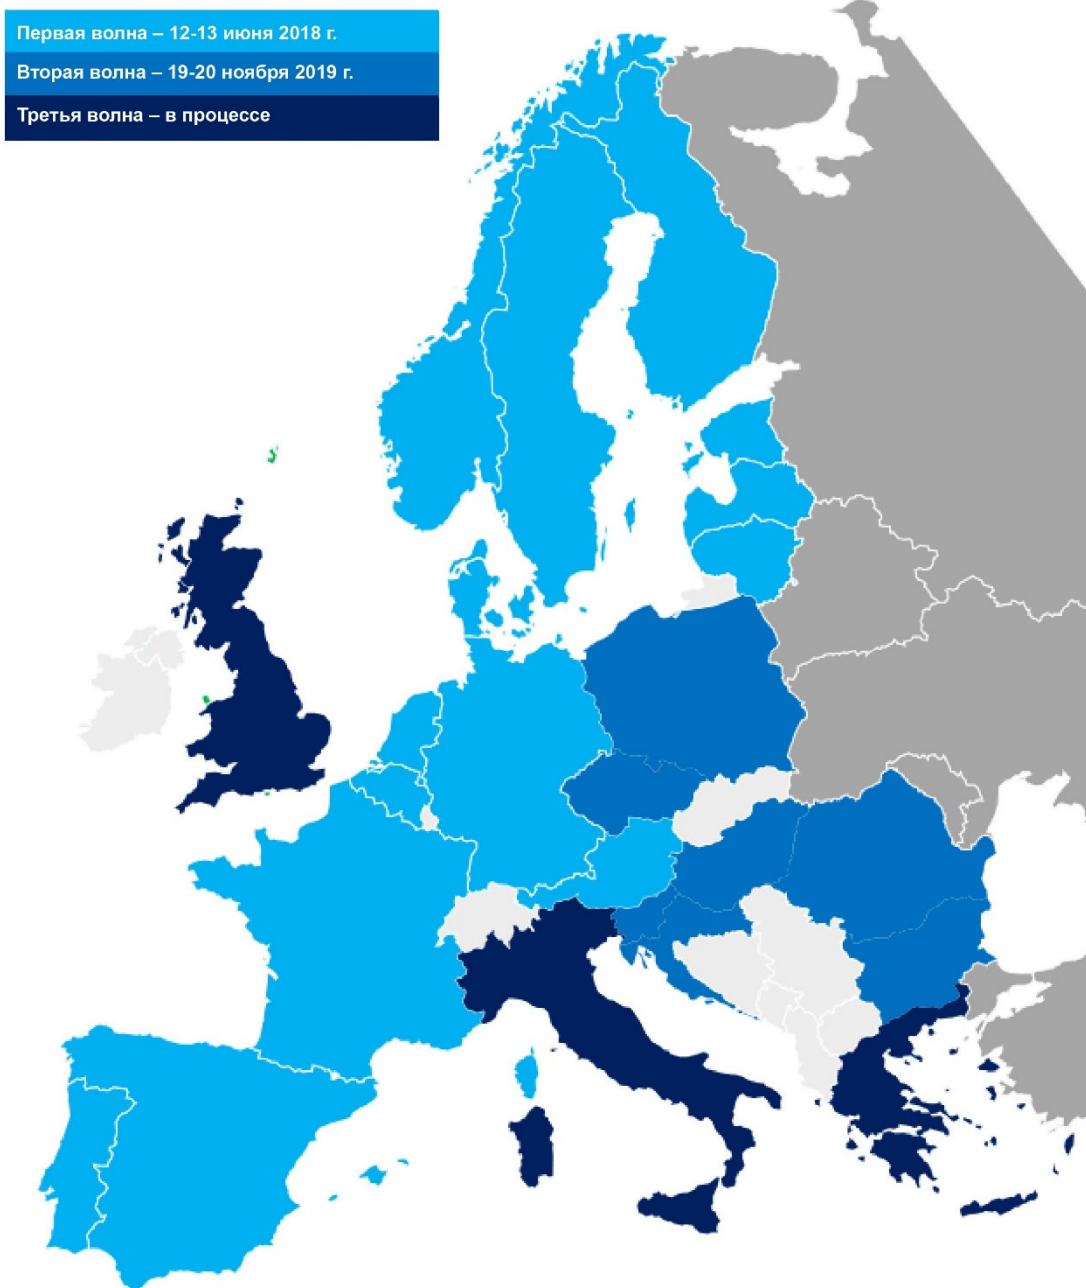 Первая волна – 12-13 июня 2018 г.
Вторая волна – 19-20 ноября 2019 г.
Третья волна – в процессе